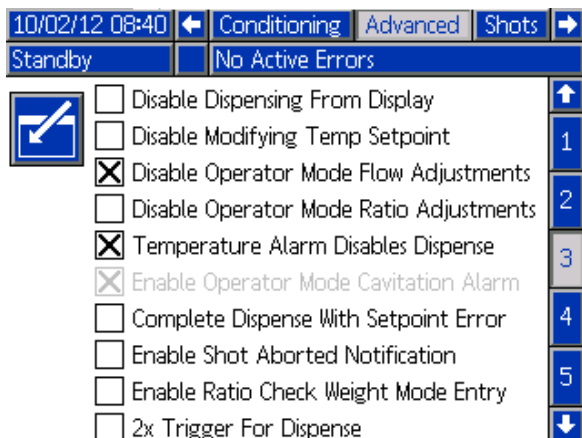 10/02/12 08:40 Conditioning Advanced Shots
Standby No Active Errors
Disable Dispensing From Display
Disable Modifying Temp Setpoint
Disable Operator Mode Flow Adjustments
Disable Operator Mode Ratio Adjustments
Temperature Alarm Disables Dispense
Enable Operator Mode Cavitation Alarm
Complete Dispense With Setpoint Error
Enable Shot Aborted Notification
Enable Ratio Check Weight Mode Entry
2x Trigger For Dispense
1
2
3
4
5